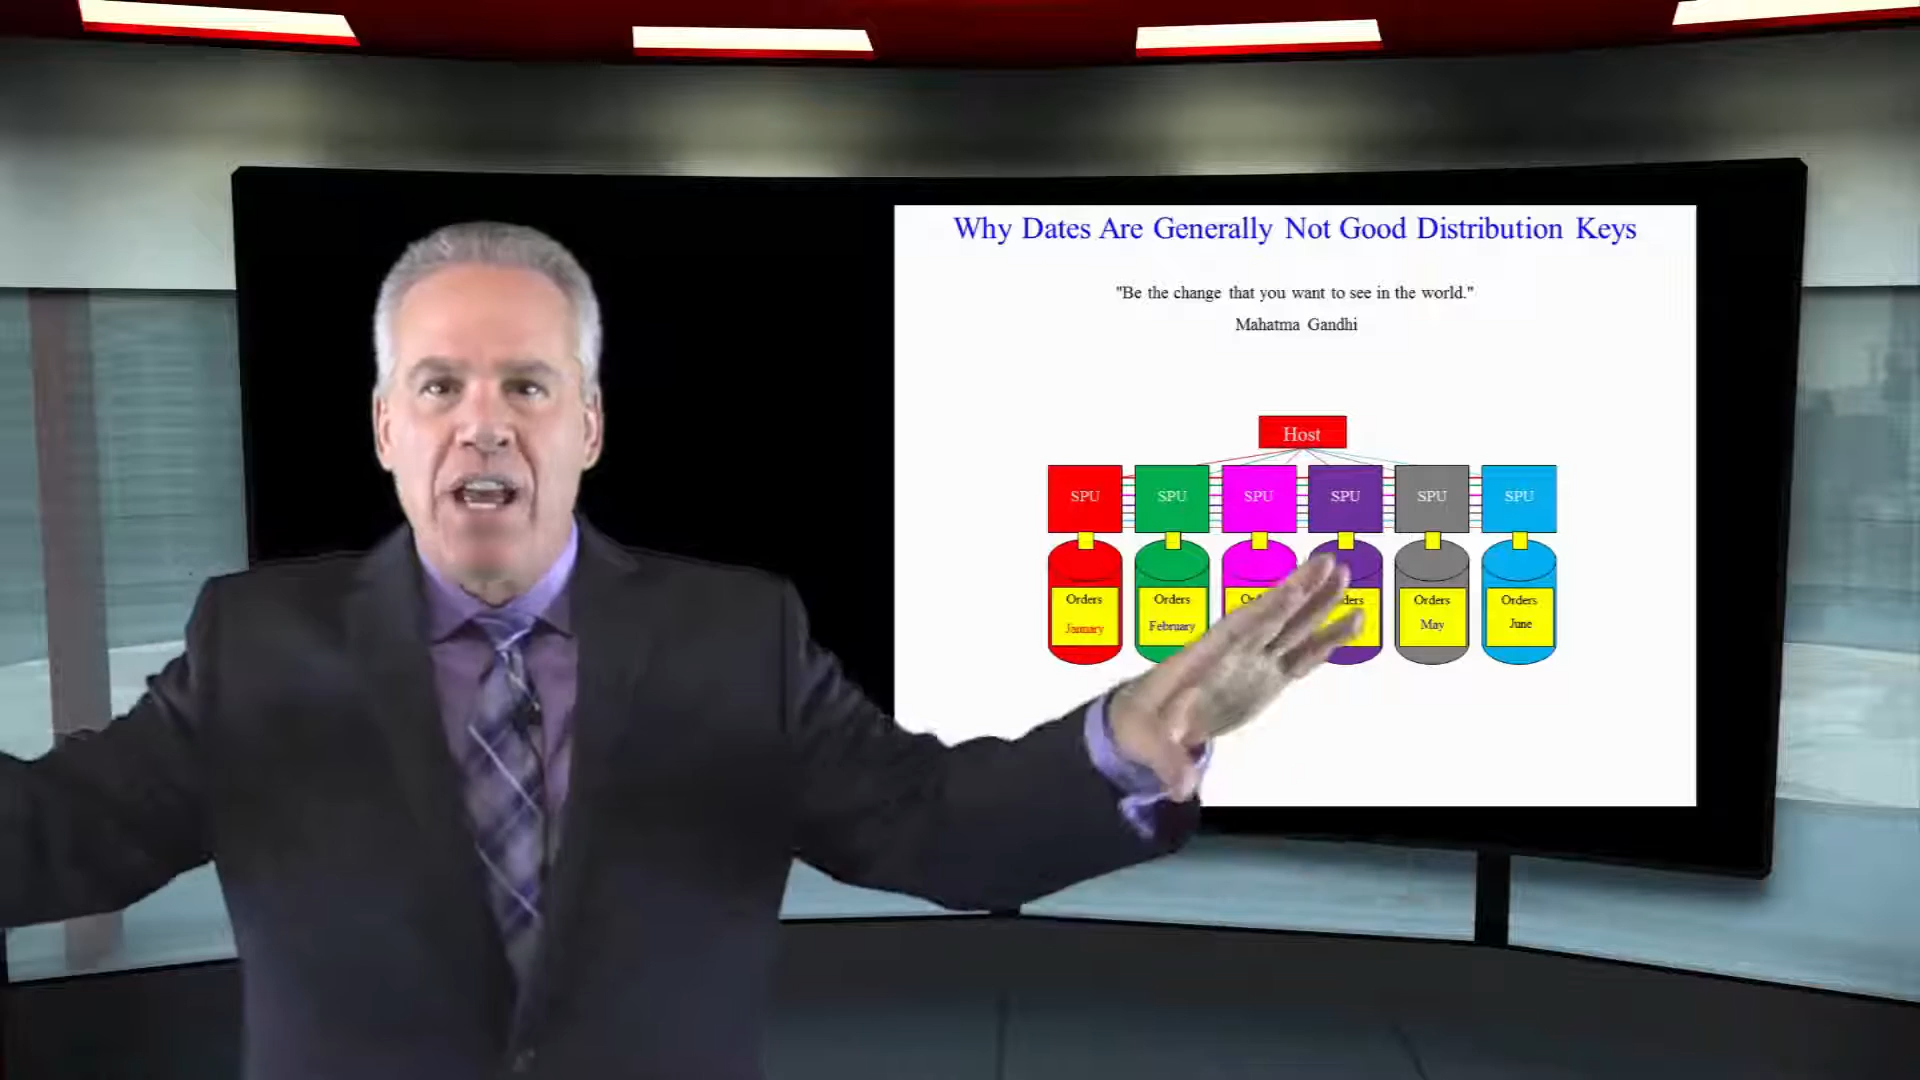 Why Dates Are Generally Not Good Distribution Keys
"Be the change that you want to see in the world."
Mahatma Gandhi
Host
SPU SPU SPU SPU SPU SPU
Orders Orders Orders Orders
January February May June